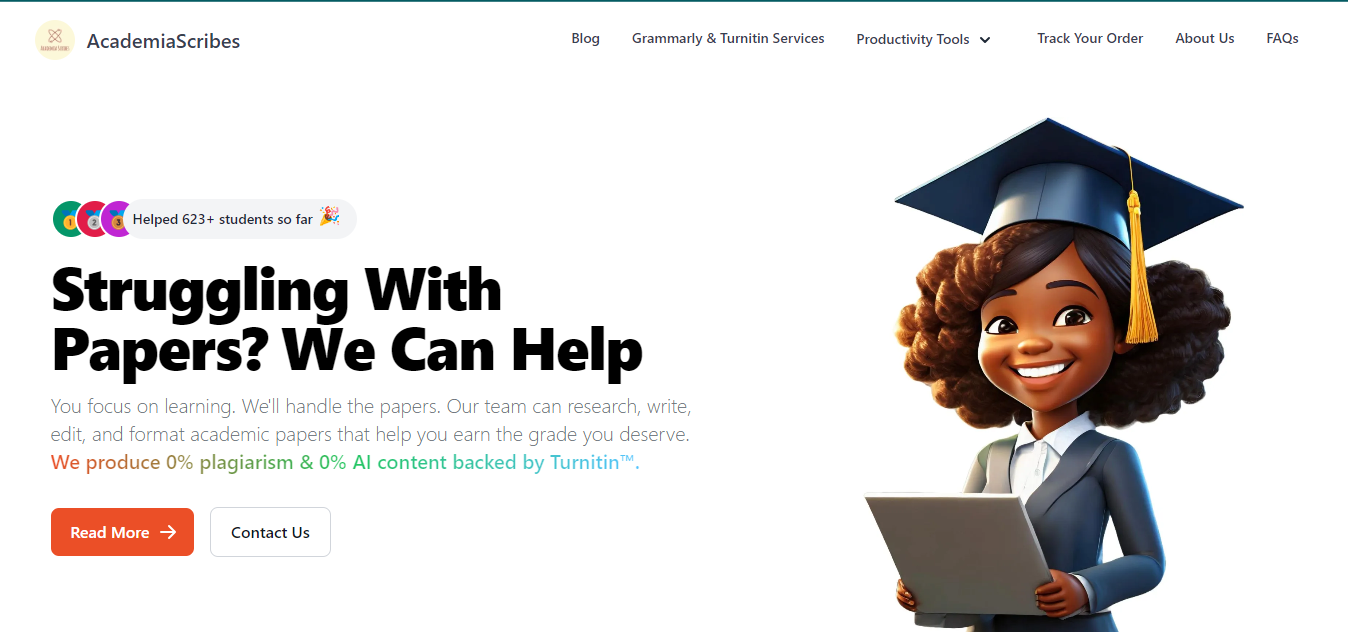 ACADEMIA SCRIBES
AcademiaScribes
Blog
Grammarly & Turnitin Services
Productivity Tools
Track Your Order
About Us
FAQs
1
2
3
Helped 623+ students so far 🎉
Struggling With
Papers? We Can Help
You focus on learning. We'll handle the papers. Our team can research, write,
edit, and format academic papers that help you earn the grade you deserve.
We produce 0% plagiarism & 0% AI content backed by Turnitin™.
Read More →
Contact Us